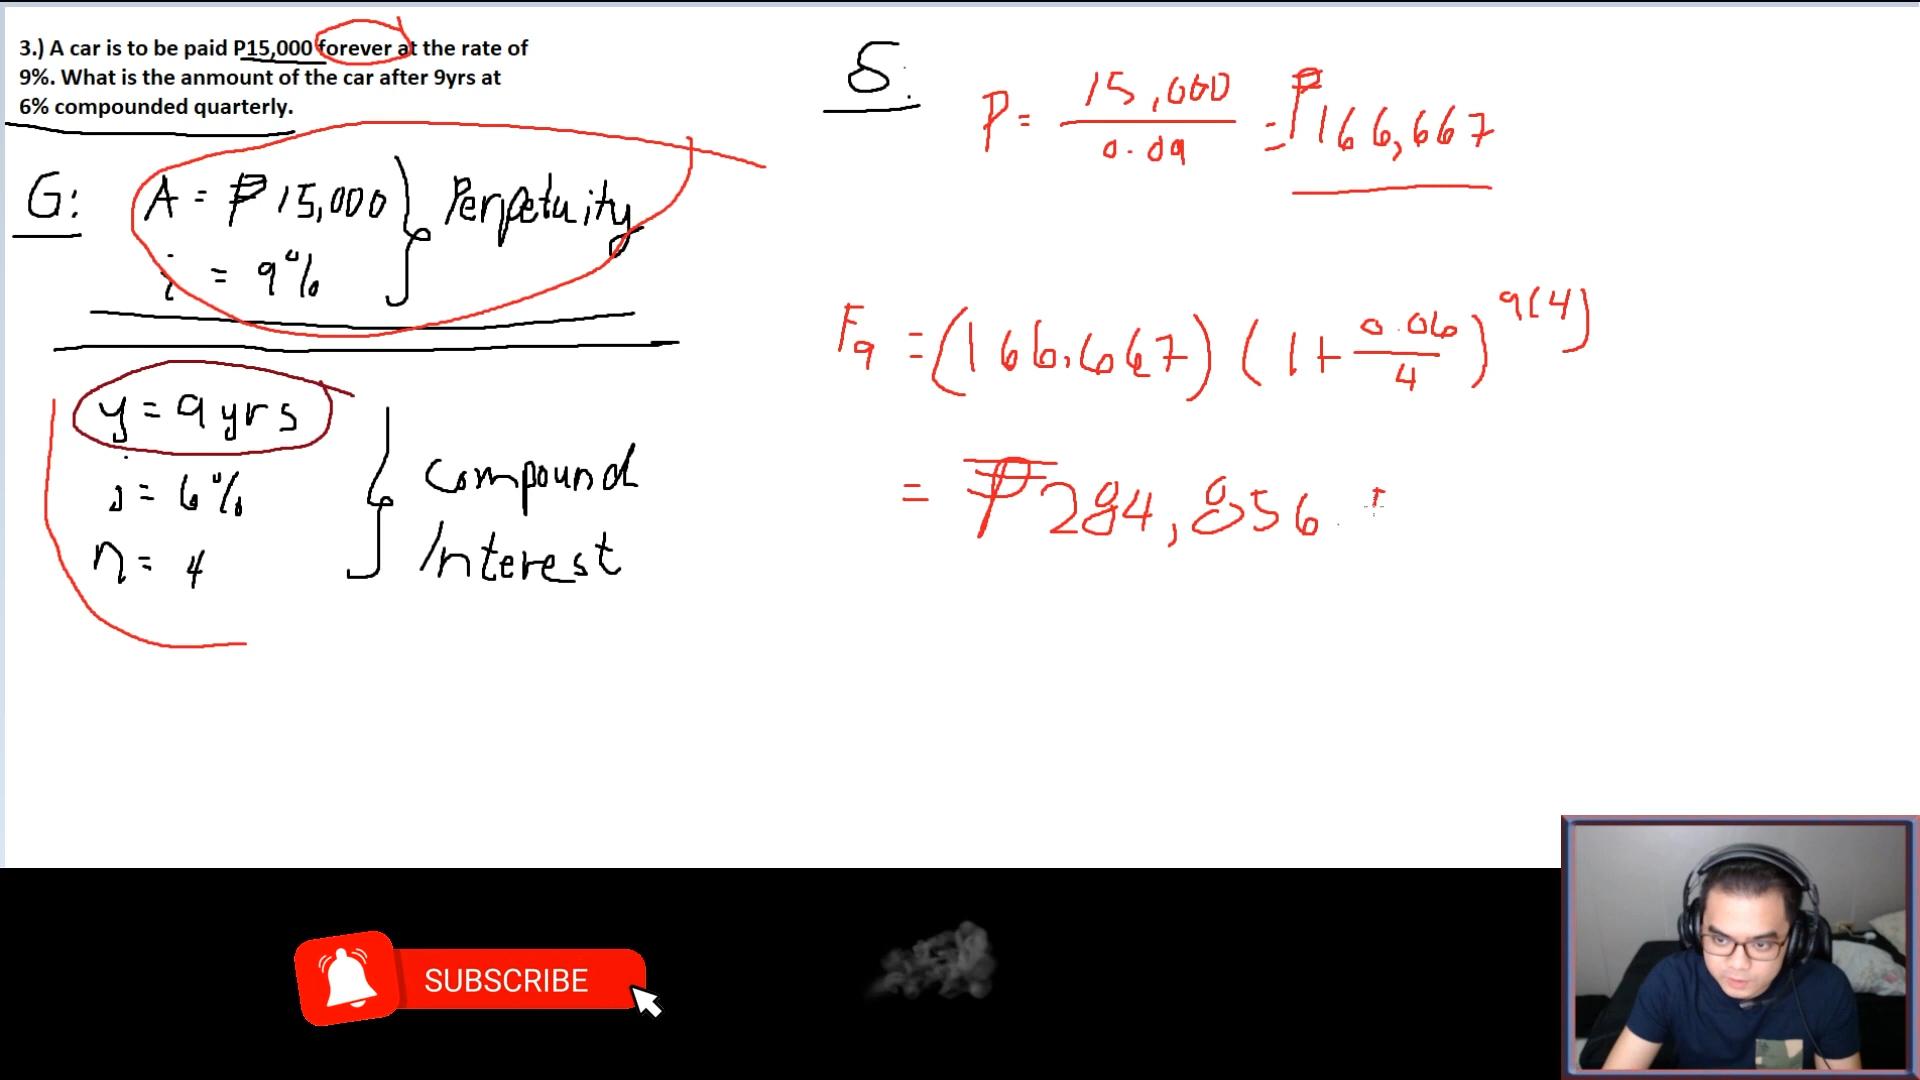 3.) A car is to be paid P15,000 forever at the rate of
9%. What is the anmount of the car after 9yrs at
6% compounded quarterly.
G: A = ₱15,000 } Perpetuity
i = 9%
y = 9 yrs
j = 6%
n = 4
Compound
Interest
S:
P = 15,000 / 0.09 = ₱166,667
F9 = (166,667) (1 + 0.06/4)^9(4)
= ₱284,856.
SUBSCRIBE